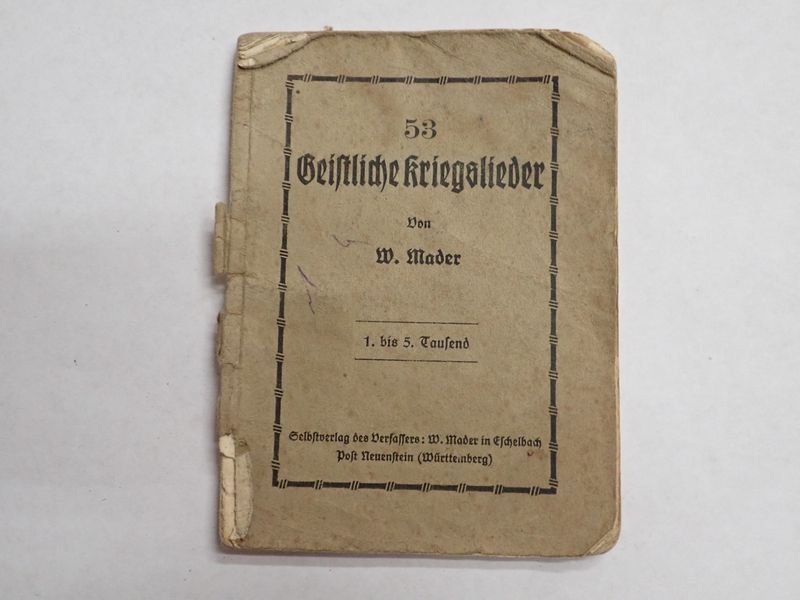 53
Geiſtliche Kriegslieder
Von
W. Mader
1. bis 5. Tauſend
Selbſtverlag des Verfaſſers: W. Mader in Eſchelbach
Poſt Neuenſtein (Württemberg)